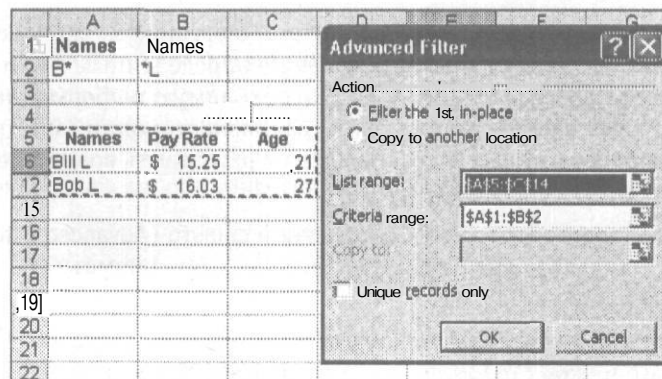 A B C D E F G
1 Names Names
2 B* *L
3
4
5 Names Pay Rate Age
6 Bill L $ 15.25 21
12 Bob L $ 16.03 27
15
16
17
18
,19]
20
21
22
Advanced Filter ? X
Action
Filter the 1st, in-place
Copy to another location
List range: $A$5:$C$14
Criteria range: $A$1:$B$2
Copy to:
Unique records only
OK Cancel